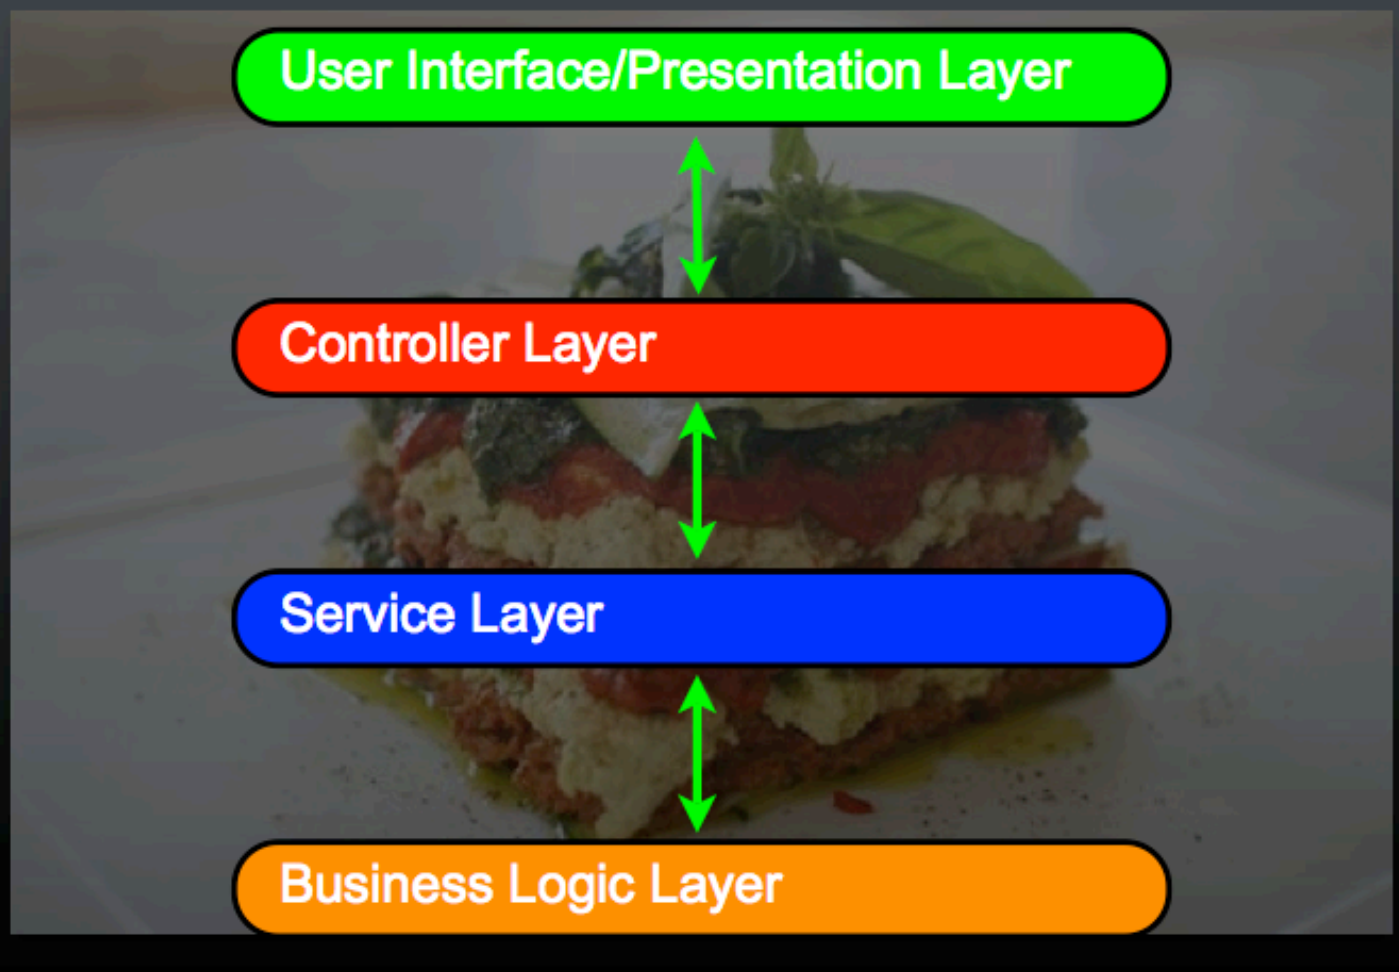 User Interface/Presentation Layer
Controller Layer
Service Layer
Business Logic Layer